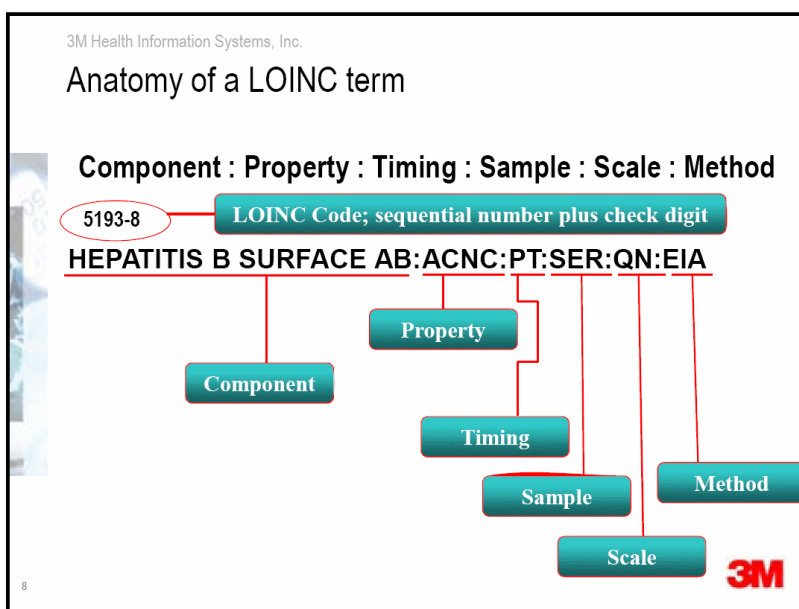 3M Health Information Systems, Inc.
Anatomy of a LOINC term
Component : Property : Timing : Sample : Scale : Method
5193-8
LOINC Code; sequential number plus check digit
HEPATITIS B SURFACE AB:ACNC:PT:SER:QN:EIA
Property
Component
Timing
Method
Sample
Scale
3M
8